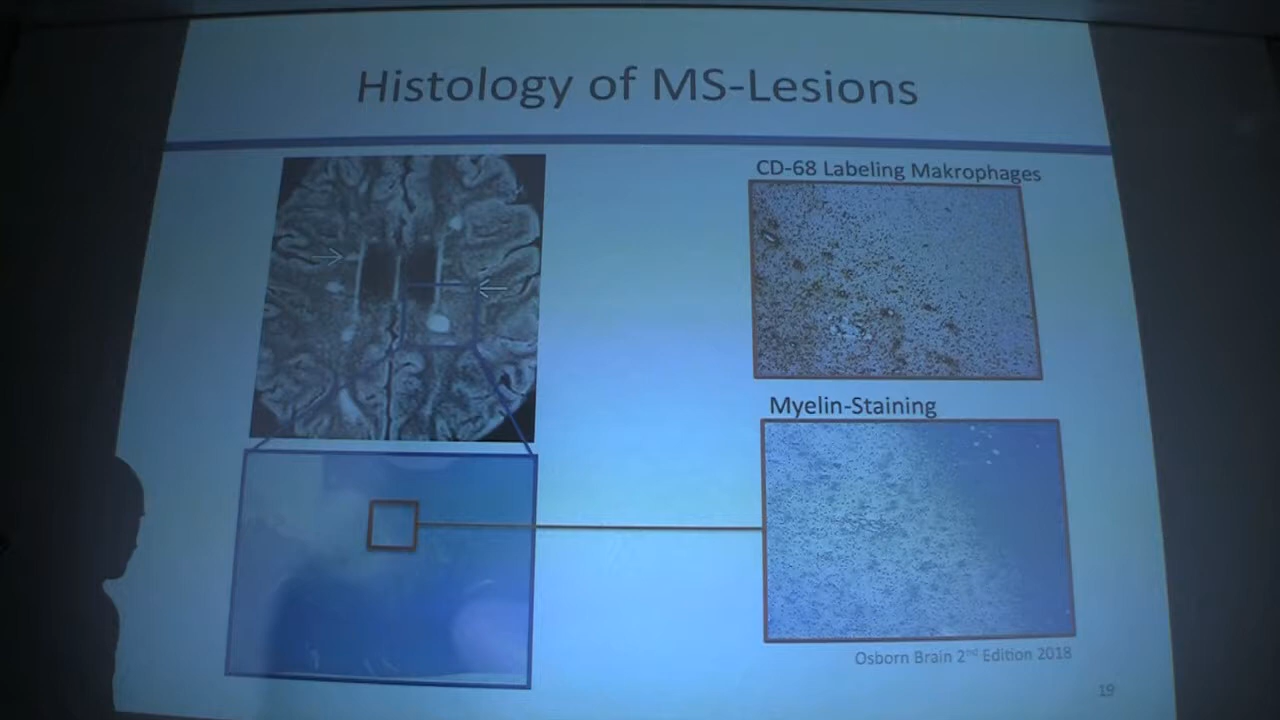 Histology of MS-Lesions
CD-68 Labeling Makrophages
Myelin-Staining
Osborn Brain 2nd Edition 2018
19